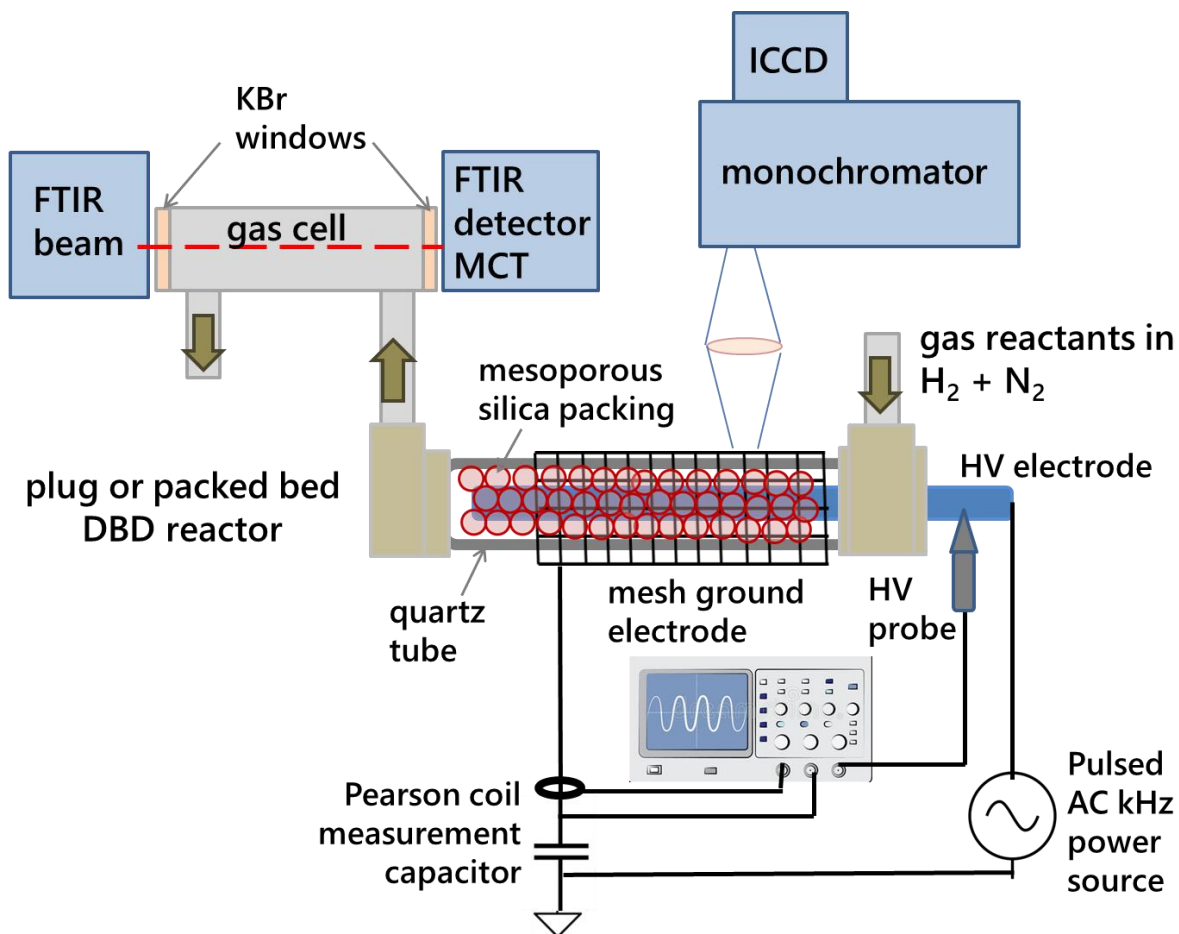 ICCD
monochromator
KBr
windows
FTIR
beam
gas cell
FTIR
detector
MCT
gas reactants in
H₂ + N₂
mesoporous
silica packing
HV electrode
plug or packed bed
DBD reactor
quartz
tube
mesh ground
electrode
HV
probe
Pearson coil
measurement
capacitor
Pulsed
AC kHz
power
source